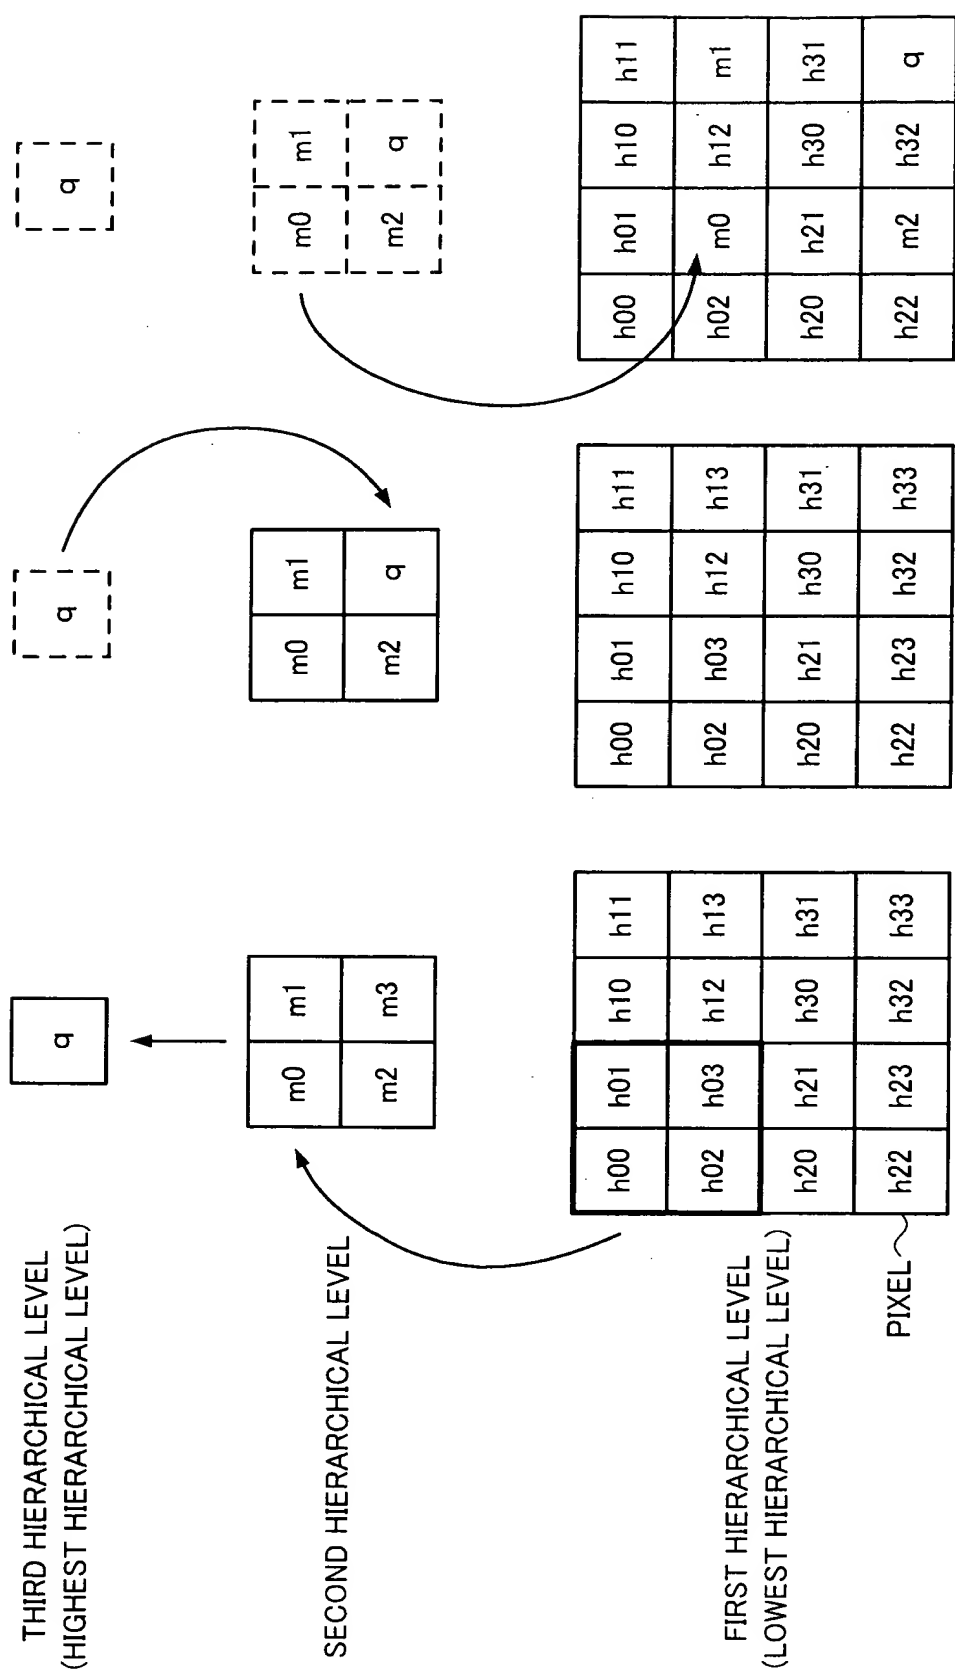 THIRD HIERARCHICAL LEVEL
(HIGHEST HIERARCHICAL LEVEL)
q
q
q
SECOND HIERARCHICAL LEVEL
m0 m1
m2 m3
m0 m1
m2 q
m0 m1
m2 q
FIRST HIERARCHICAL LEVEL
(LOWEST HIERARCHICAL LEVEL)
PIXEL
h00 h01 h10 h11
h02 h03 h12 h13
h20 h21 h30 h31
h22 h23 h32 h33
h00 h01 h10 h11
h02 h03 h12 h13
h20 h21 h30 h31
h22 h23 h32 h33
h00 h01 h10 h11
h02 m0 h12 m1
h20 h21 h30 h31
h22 m2 h32 q